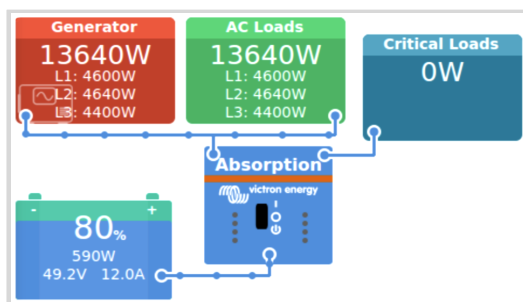 Generator
13640W
L1: 4600W
L2: 4640W
L3: 4400W
AC Loads
13640W
L1: 4600W
L2: 4640W
L3: 4400W
Critical Loads
0W
Absorption
victron energy
I
- +
80%
590W
49.2V 12.0A